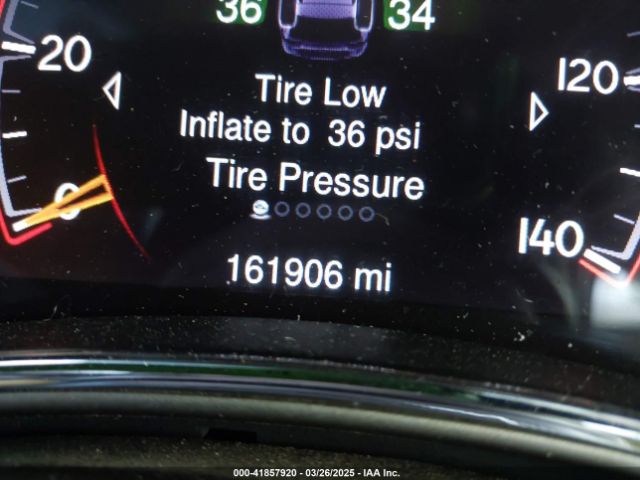 36 34
20
120
Tire Low
Inflate to 36 psi
Tire Pressure
0
140
161906 mi
000-41857920 - 03/26/2025 - IAA Inc.